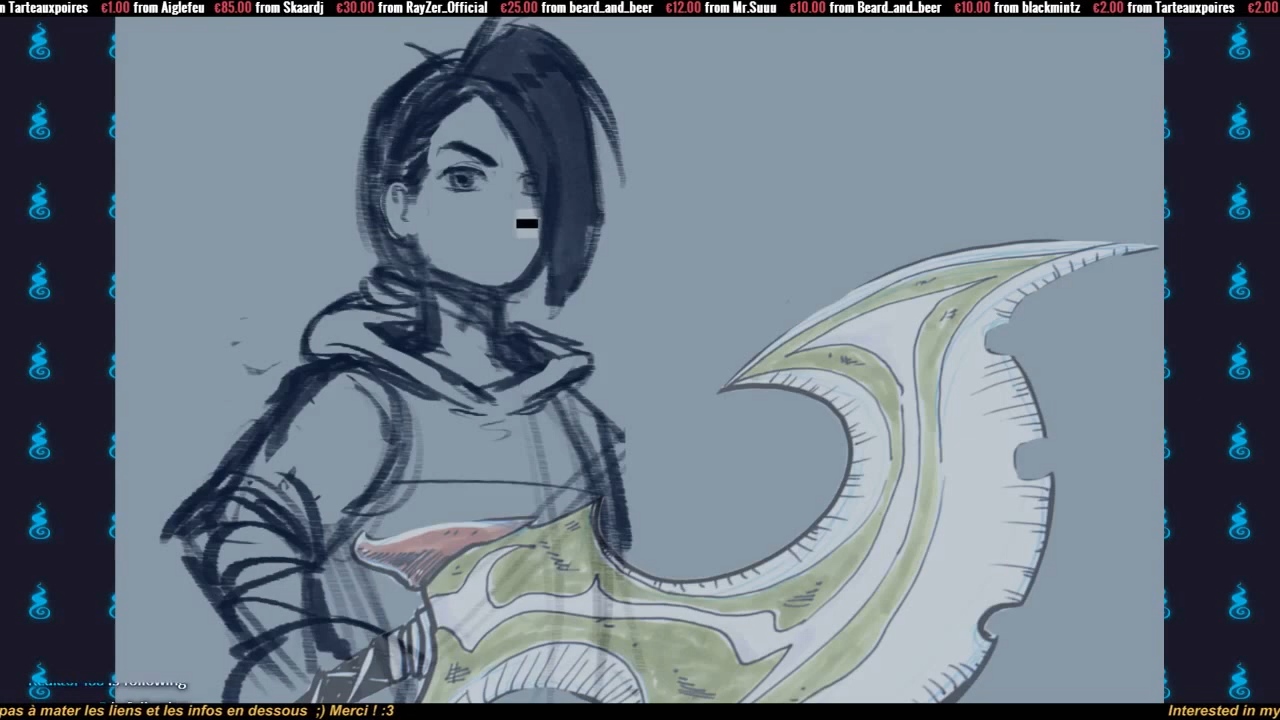 n Tarteauxpoires €1.00 from Aiglefeu €85.00 from Skaardj €30.00 from RayZer_Official €25.00 from beard_and_beer €12.00 from Mr.Suuu €10.00 from Beard_and_beer €10.00 from blackmintz €2.00 from Tarteauxpoires €2.00
is following
pas à mater les liens et les infos en dessous ;) Merci ! :3 Interested in my